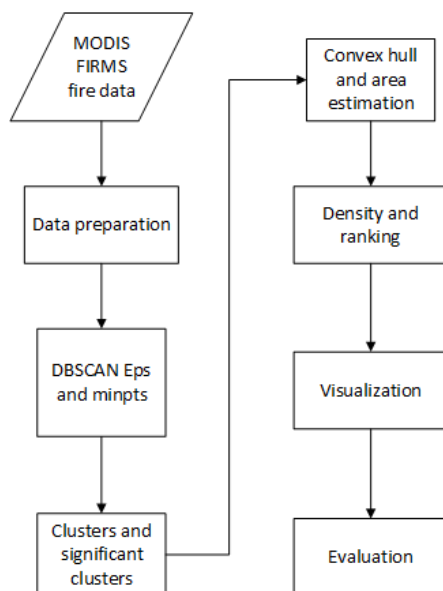 MODIS
FIRMS
fire data
Data preparation
DBSCAN Eps
and minpts
Clusters and
significant
clusters
Convex hull
and area
estimation
Density and
ranking
Visualization
Evaluation